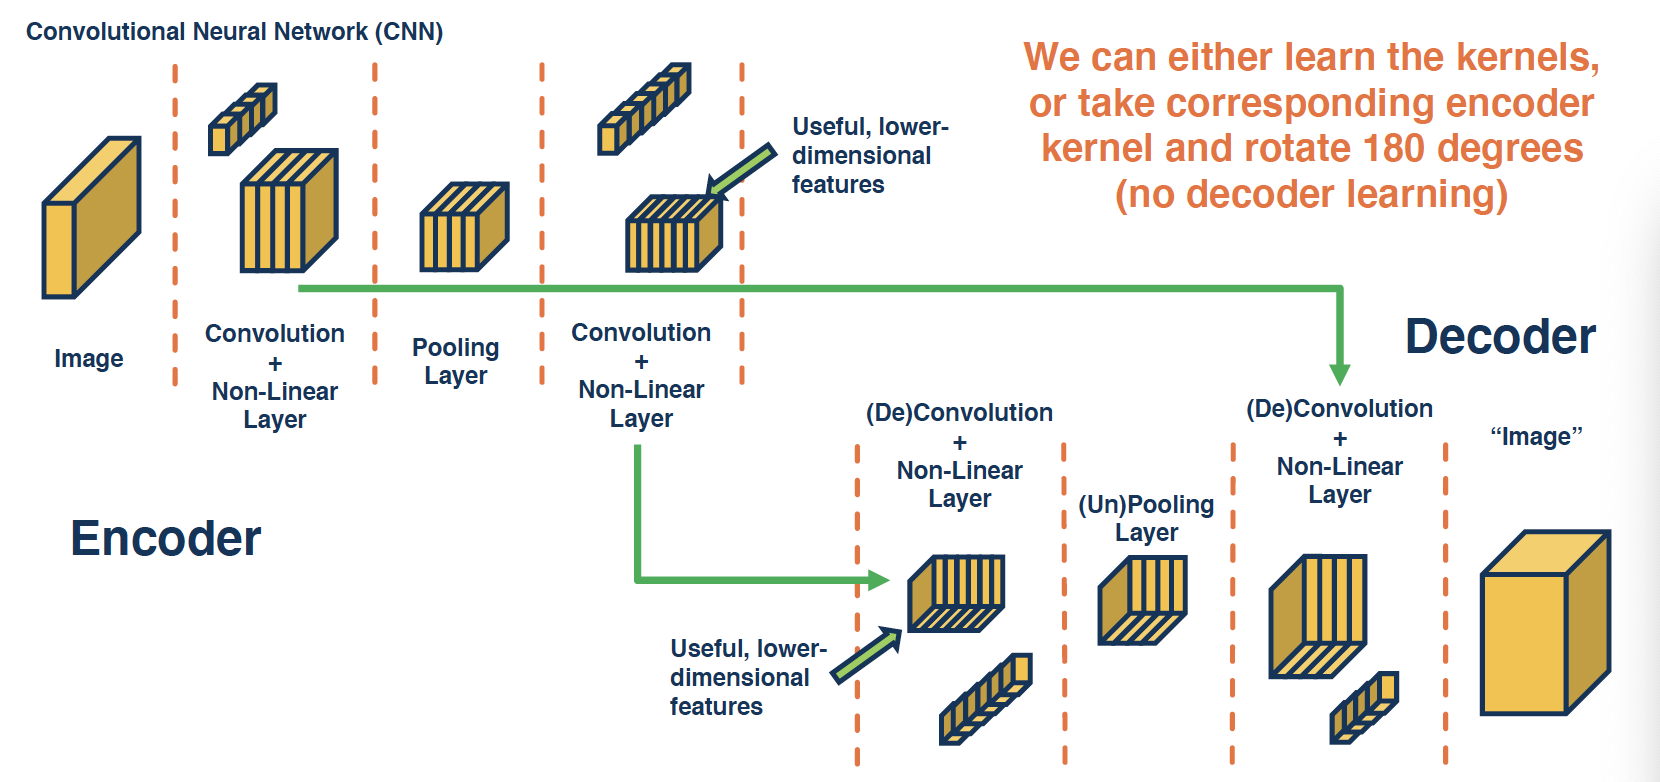 Convolutional Neural Network (CNN)
We can either learn the kernels,
or take corresponding encoder
kernel and rotate 180 degrees
(no decoder learning)
Useful, lower-
dimensional
features
Image
Convolution
+
Non-Linear
Layer
Pooling
Layer
Convolution
+
Non-Linear
Layer
Decoder
Encoder
(De)Convolution
+
Non-Linear
Layer
(Un)Pooling
Layer
(De)Convolution
+
Non-Linear
Layer
“Image”
Useful, lower-
dimensional
features